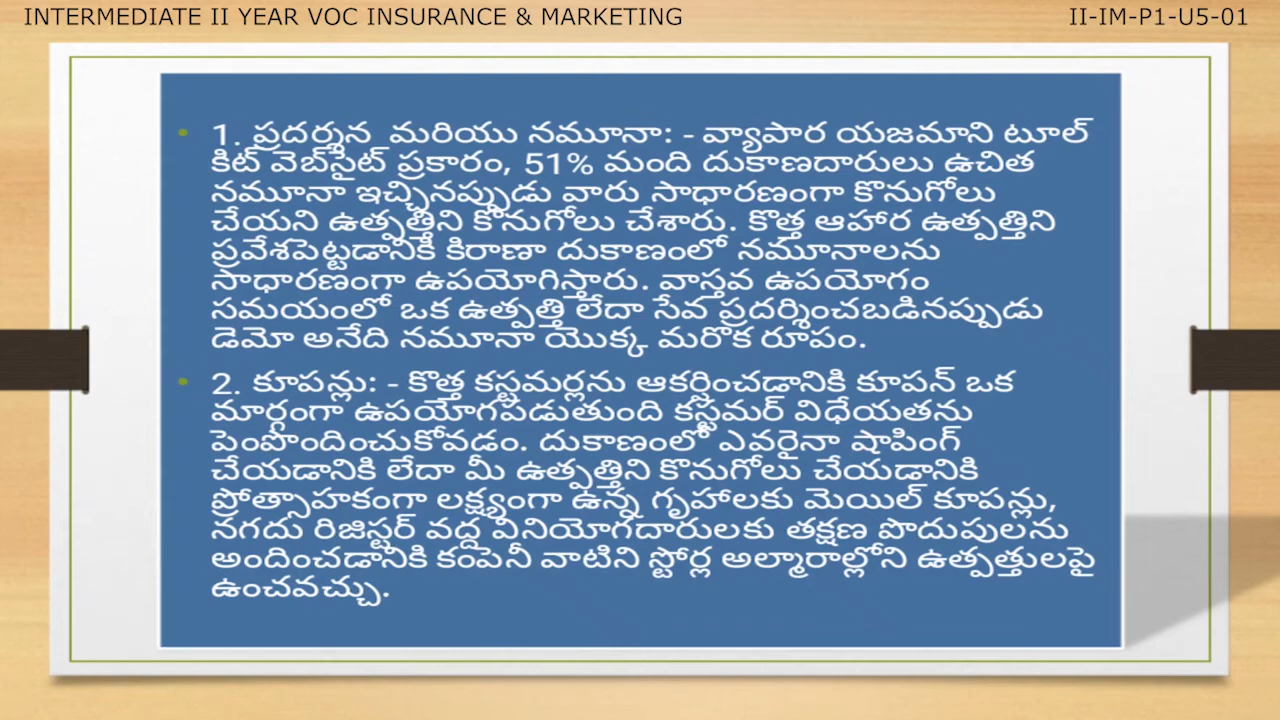 INTERMEDIATE II YEAR VOC INSURANCE & MARKETING
II-IM-P1-U5-01
• 1. ప్రదర్శన మరియు నమూనా: - వ్యాపార యజమాని టూల్
కిట్ వెబ్‌సైట్ ప్రకారం, 51% మంది దుకాణదారులు ఉచిత
నమూనా ఇచ్చినప్పుడు వారు సాధారణంగా కొనుగోలు
చేయని ఉత్పత్తిని కొనుగోలు చేశారు. కొత్త ఆహార ఉత్పత్తిని
ప్రవేశపెట్టడానికి కిరాణా దుకాణంలో నమూనాలను
సాధారణంగా ఉపయోగిస్తారు. వాస్తవ ఉపయోగం
సమయంలో ఒక ఉత్పత్తి లేదా సేవ ప్రదర్శించబడినప్పుడు
డెమో అనేది నమూనా యొక్క మరొక రూపం.
• 2. కూపన్లు: - కొత్త కస్టమర్లను ఆకర్షించడానికి కూపన్ ఒక
మార్గంగా ఉపయోగపడుతుంది కస్టమర్ విధేయతను
పెంపొందించుకోవడం. దుకాణంలో ఎవరైనా షాపింగ్
చేయడానికి లేదా మీ ఉత్పత్తిని కొనుగోలు చేయడానికి
ప్రోత్సాహకంగా లక్ష్యంగా ఉన్న గృహాలకు మెయిల్ కూపన్లు,
నగదు రిజిస్టర్ వద్ద వినియోగదారులకు తక్షణ పొదుపులను
అందించడానికి కంపెనీ వాటిని స్టోర్ల అల్మారాల్లోని ఉత్పత్తులపై
ఉంచవచ్చు.